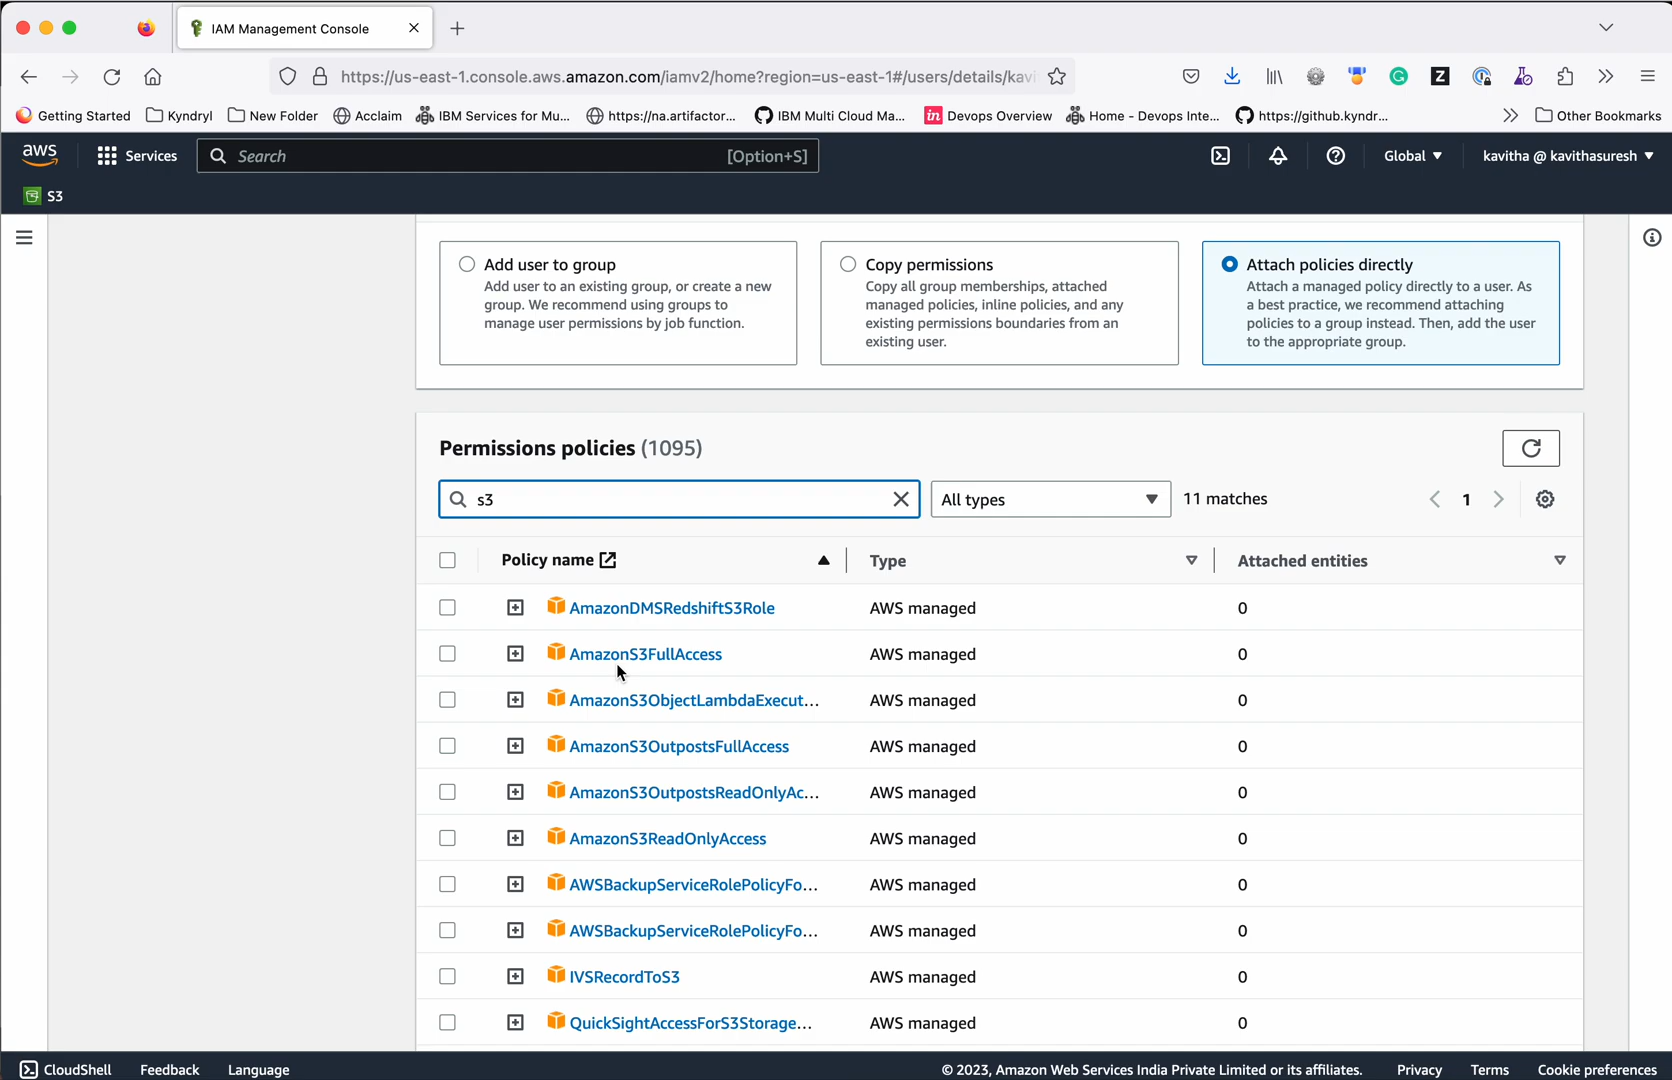 IAM Management Console
https://us-east-1.console.aws.amazon.com/iamv2/home?region=us-east-1#/users/details/kavi
Getting Started Kyndryl New Folder Acclaim IBM Services for Mu... https://na.artifactor... IBM Multi Cloud Ma... Devops Overview Home - Devops Inte... https://github.kyndr... Other Bookmarks
aws Services Search [Option+S] Global kavitha @ kavithasuresh
S3
Add user to group
Add user to an existing group, or create a new
group. We recommend using groups to
manage user permissions by job function.
Copy permissions
Copy all group memberships, attached
managed policies, inline policies, and any
existing permissions boundaries from an
existing user.
Attach policies directly
Attach a managed policy directly to a user. As
a best practice, we recommend attaching
policies to a group instead. Then, add the user
to the appropriate group.
Permissions policies (1095)
s3 All types 11 matches 1
Policy name Type Attached entities
AmazonDMSRedshiftS3Role AWS managed 0
AmazonS3FullAccess AWS managed 0
AmazonS3ObjectLambdaExecut... AWS managed 0
AmazonS3OutpostsFullAccess AWS managed 0
AmazonS3OutpostsReadOnlyAc... AWS managed 0
AmazonS3ReadOnlyAccess AWS managed 0
AWSBackupServiceRolePolicyFo... AWS managed 0
AWSBackupServiceRolePolicyFo... AWS managed 0
IVSRecordToS3 AWS managed 0
QuickSightAccessForS3Storage... AWS managed 0
CloudShell Feedback Language © 2023, Amazon Web Services India Private Limited or its affiliates. Privacy Terms Cookie preferences